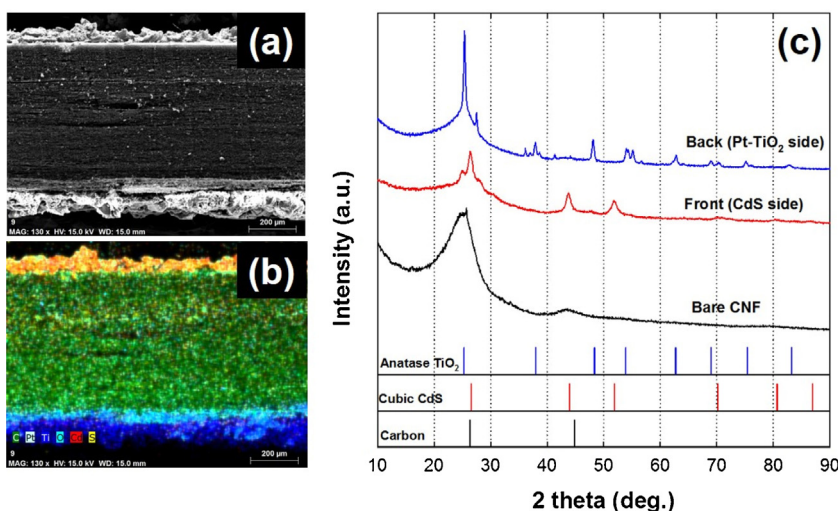 (a)
9
MAG: 130 x HV: 15.0 kV WD: 15.0 mm
200 µm
(b)
C Pt Ti O Cd S
9
MAG: 130 x HV: 15.0 kV WD: 15.0 mm
200 µm
(c)
Intensity (a.u.)
Back (Pt-TiO₂ side)
Front (CdS side)
Bare CNF
Anatase TiO₂
Cubic CdS
Carbon
10 20 30 40 50 60 70 80 90
2 theta (deg.)